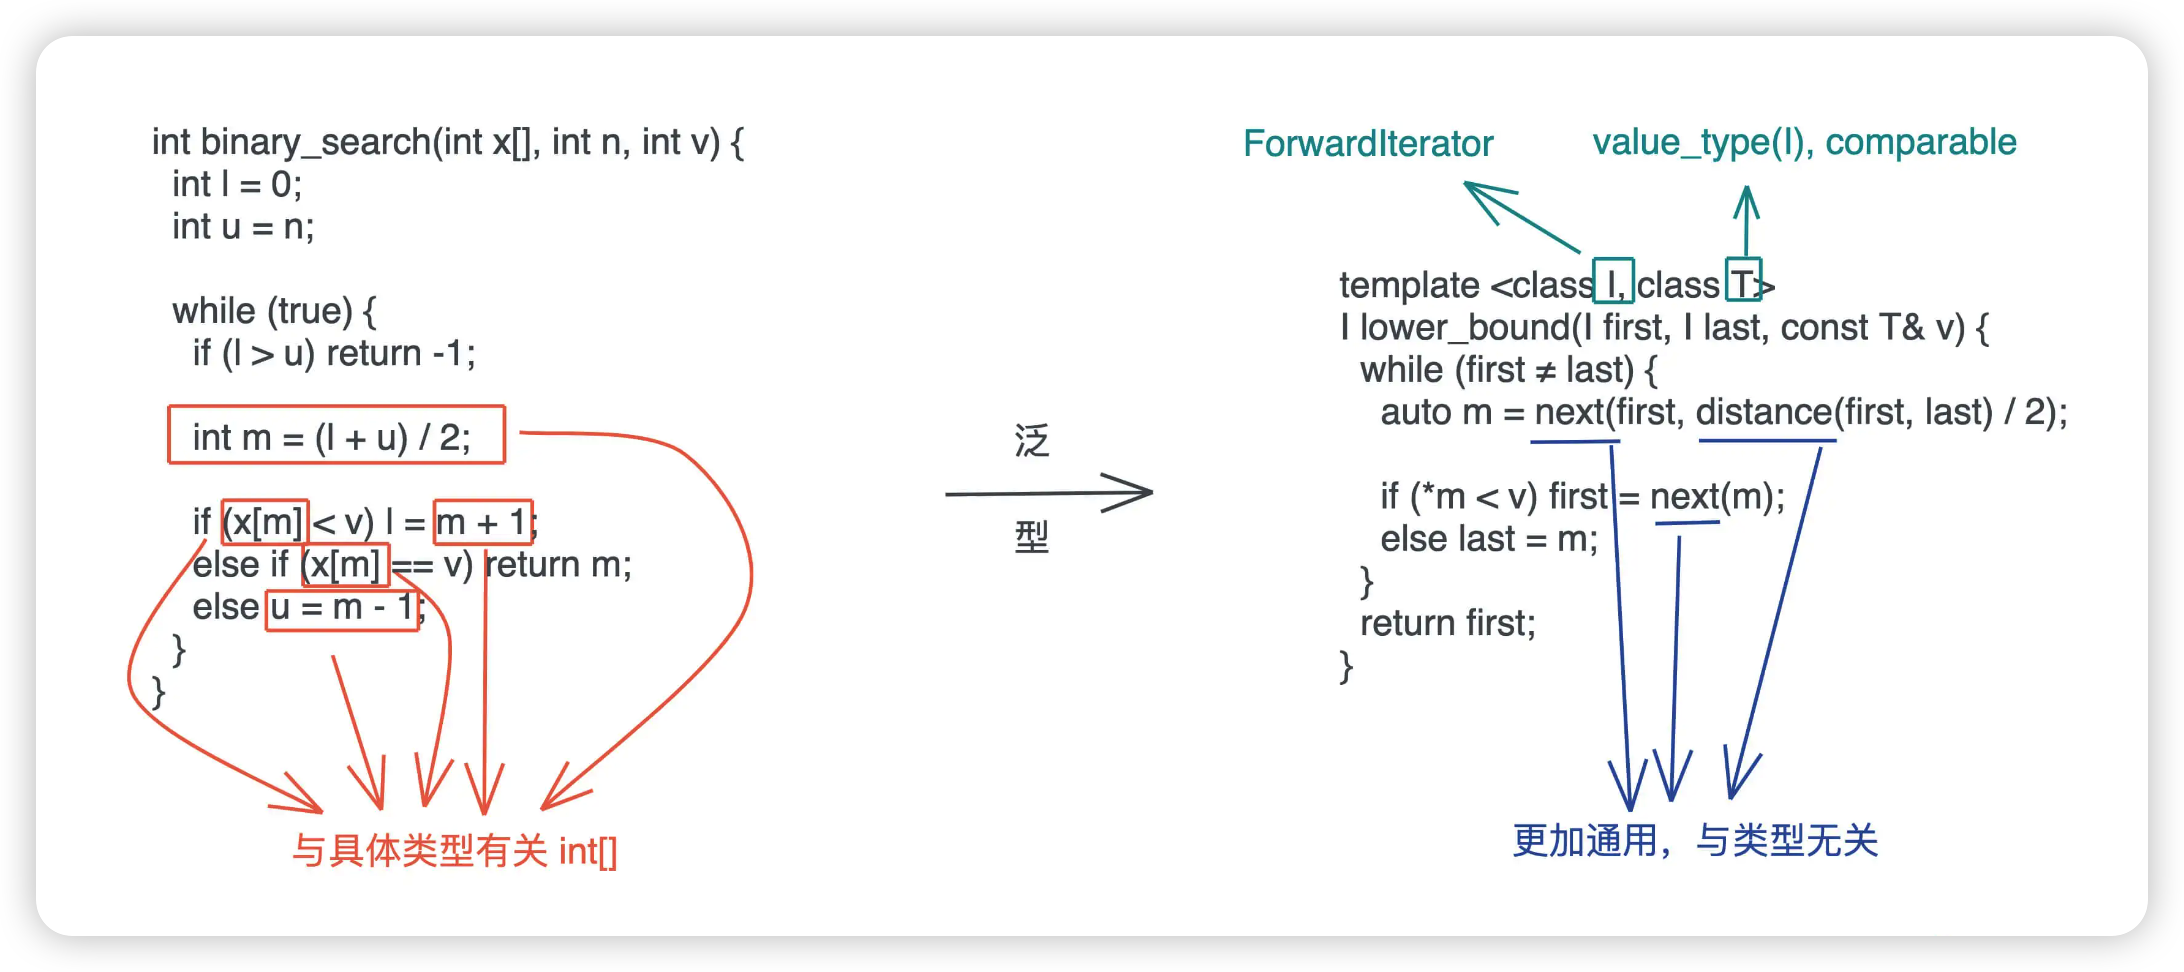 int binary_search(int x[], int n, int v) {
int l = 0;
int u = n;
while (true) {
if (l > u) return -1;
int m = (l + u) / 2;
if (x[m] < v) l = m + 1;
else if (x[m] == v) return m;
else u = m - 1;
}
}
与具体类型有关 int[]
泛
型
ForwardIterator
value_type(I), comparable
template <class I, class T>
I lower_bound(I first, I last, const T& v) {
while (first ≠ last) {
auto m = next(first, distance(first, last) / 2);
if (*m < v) first = next(m);
else last = m;
}
return first;
}
更加通用，与类型无关